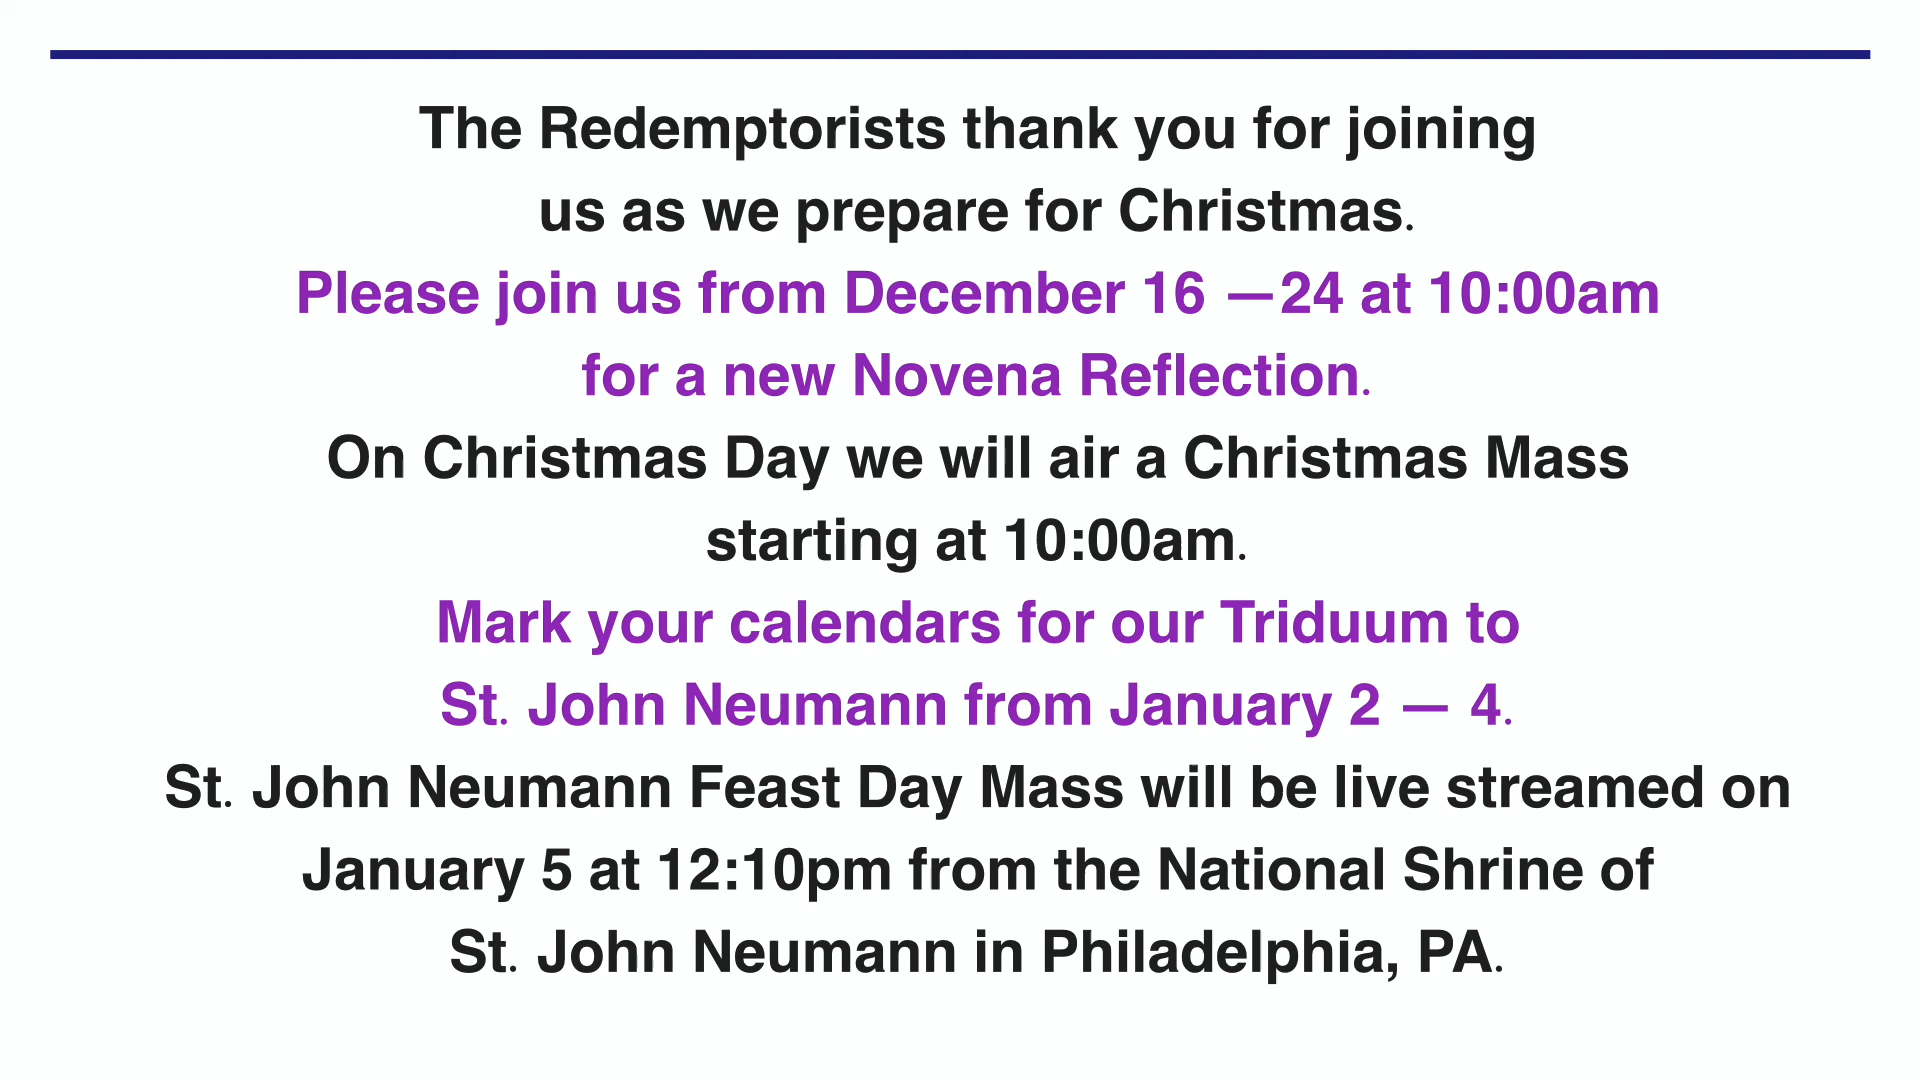 The Redemptorists thank you for joining
us as we prepare for Christmas.
Please join us from December 16 —24 at 10:00am
for a new Novena Reflection.
On Christmas Day we will air a Christmas Mass
starting at 10:00am.
Mark your calendars for our Triduum to
St. John Neumann from January 2 — 4.
St. John Neumann Feast Day Mass will be live streamed on
January 5 at 12:10pm from the National Shrine of
St. John Neumann in Philadelphia, PA.